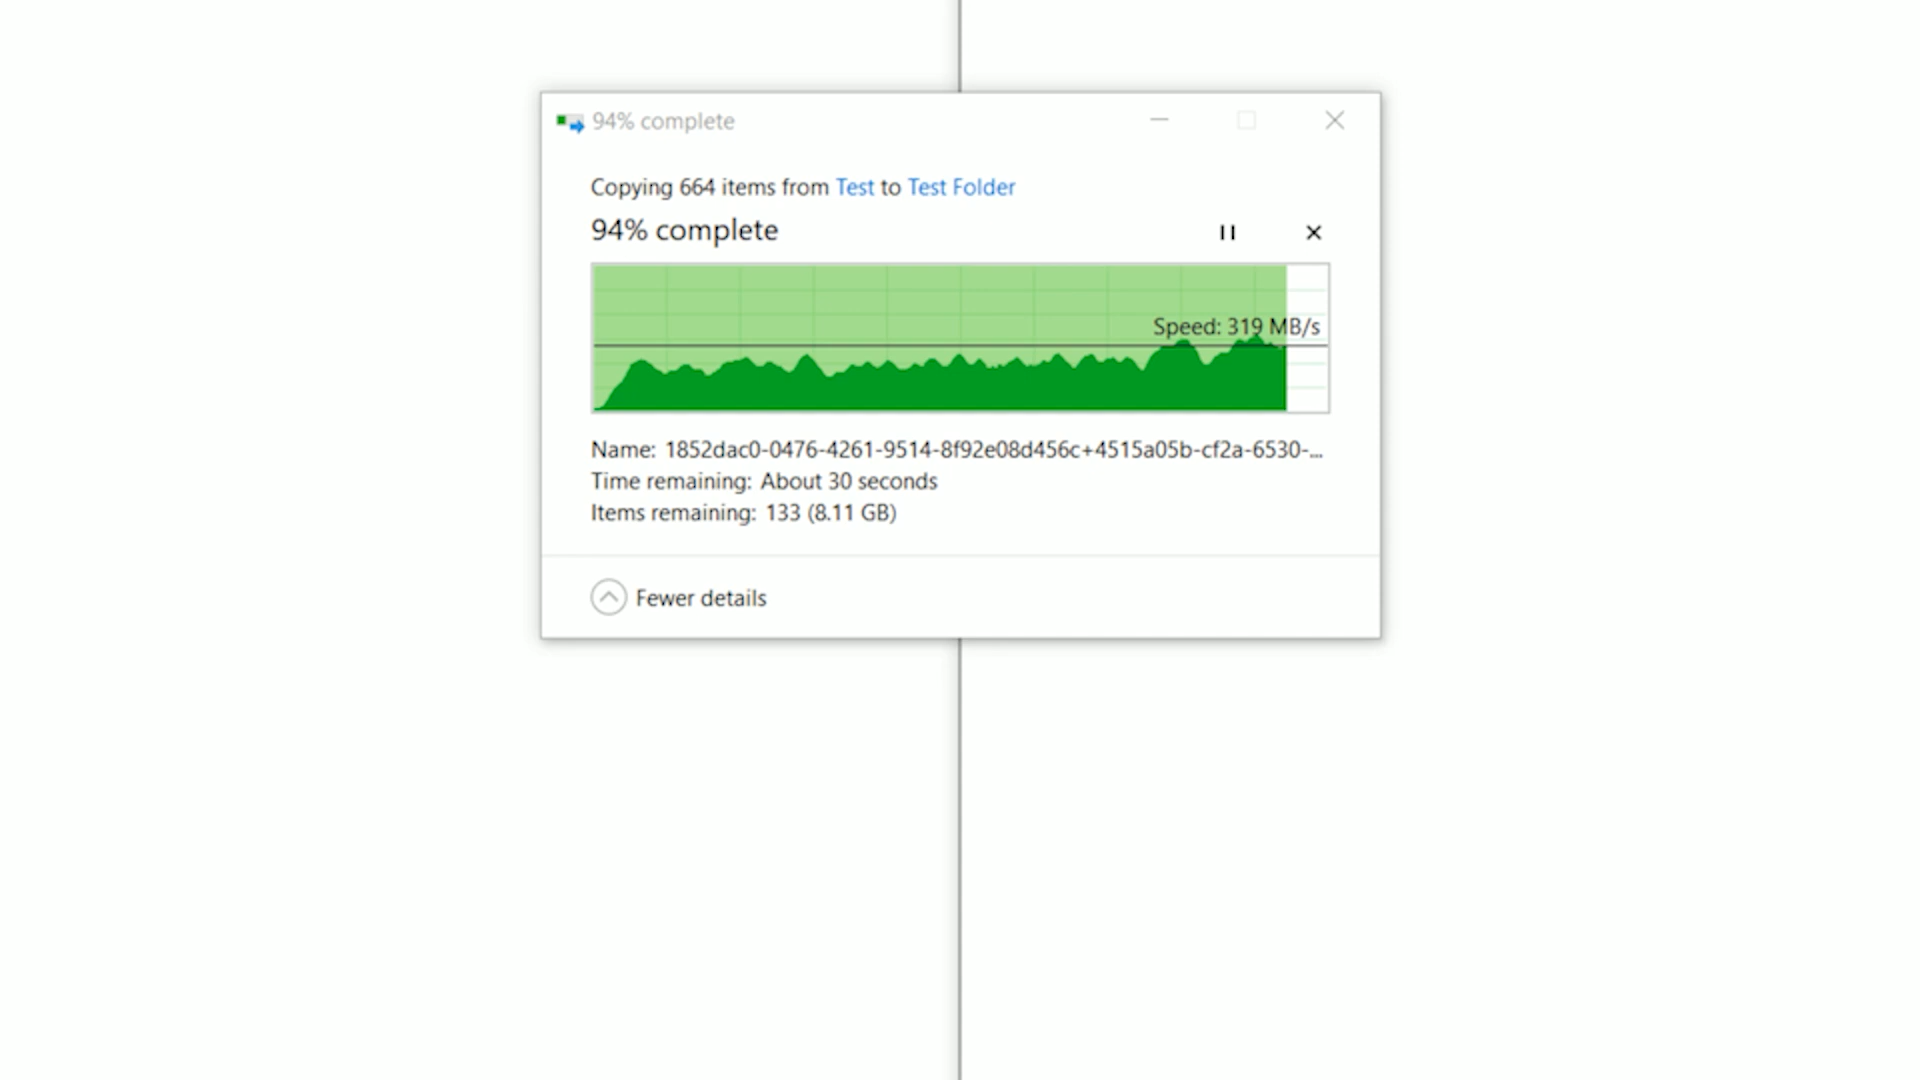 94% complete
Copying 664 items from Test to Test Folder
94% complete
Speed: 319 MB/s
Name: 1852dac0-0476-4261-9514-8f92e08d456c+4515a05b-cf2a-6530-...
Time remaining: About 30 seconds
Items remaining: 133 (8.11 GB)
Fewer details